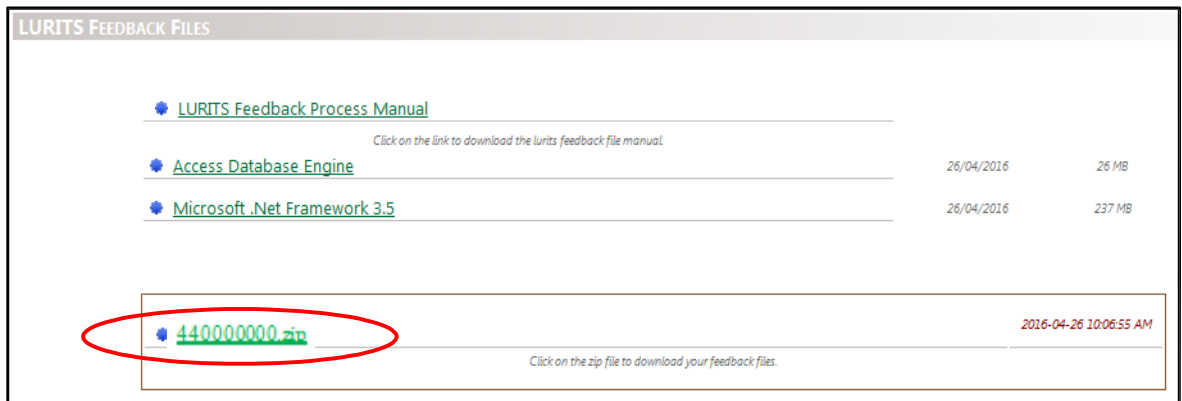 LURITS FEEDBACK FILES
LURITS Feedback Process Manual
Click on the link to download the lurits feedback file manual.
Access Database Engine 26/04/2016 26 MB
Microsoft .Net Framework 3.5 26/04/2016 237 MB
440000000.zip 2016-04-26 10:06:55 AM
Click on the zip file to download your feedback files.